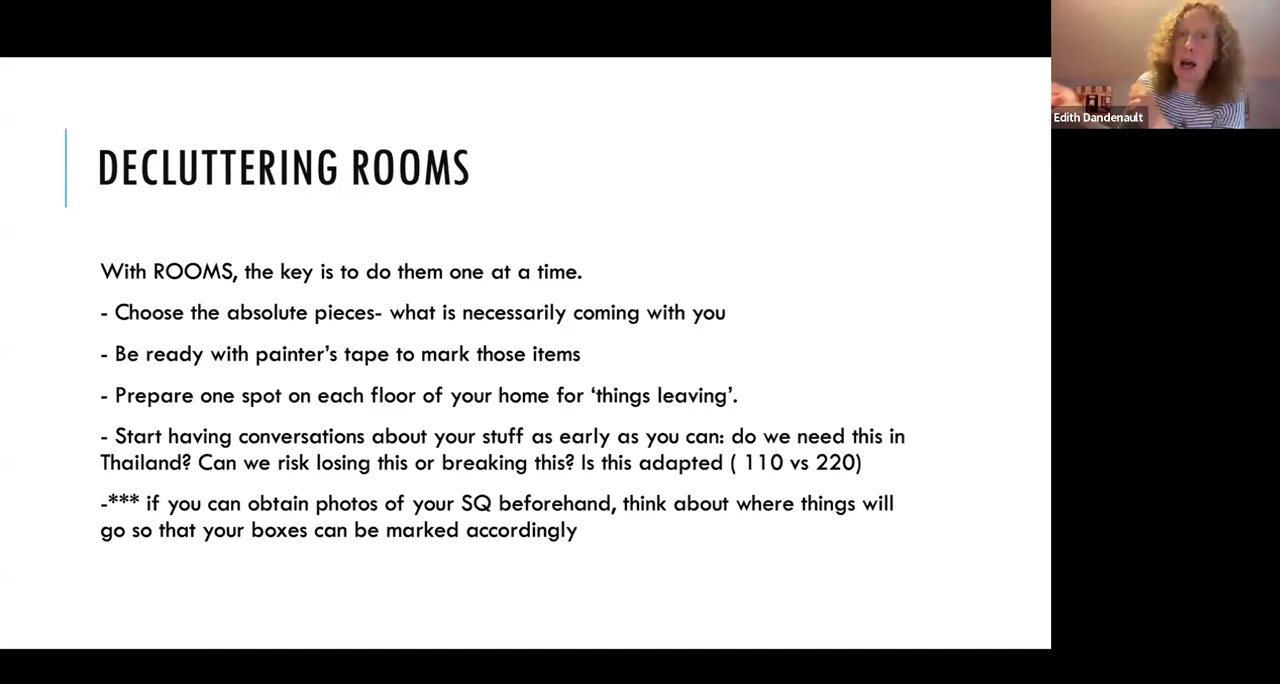 DECLUTTERING ROOMS
With ROOMS, the key is to do them one at a time.
- Choose the absolute pieces- what is necessarily coming with you
- Be ready with painter’s tape to mark those items
- Prepare one spot on each floor of your home for ‘things leaving’.
- Start having conversations about your stuff as early as you can: do we need this in
Thailand? Can we risk losing this or breaking this? Is this adapted ( 110 vs 220)
-*** if you can obtain photos of your SQ beforehand, think about where things will
go so that your boxes can be marked accordingly
Edith Dandenault